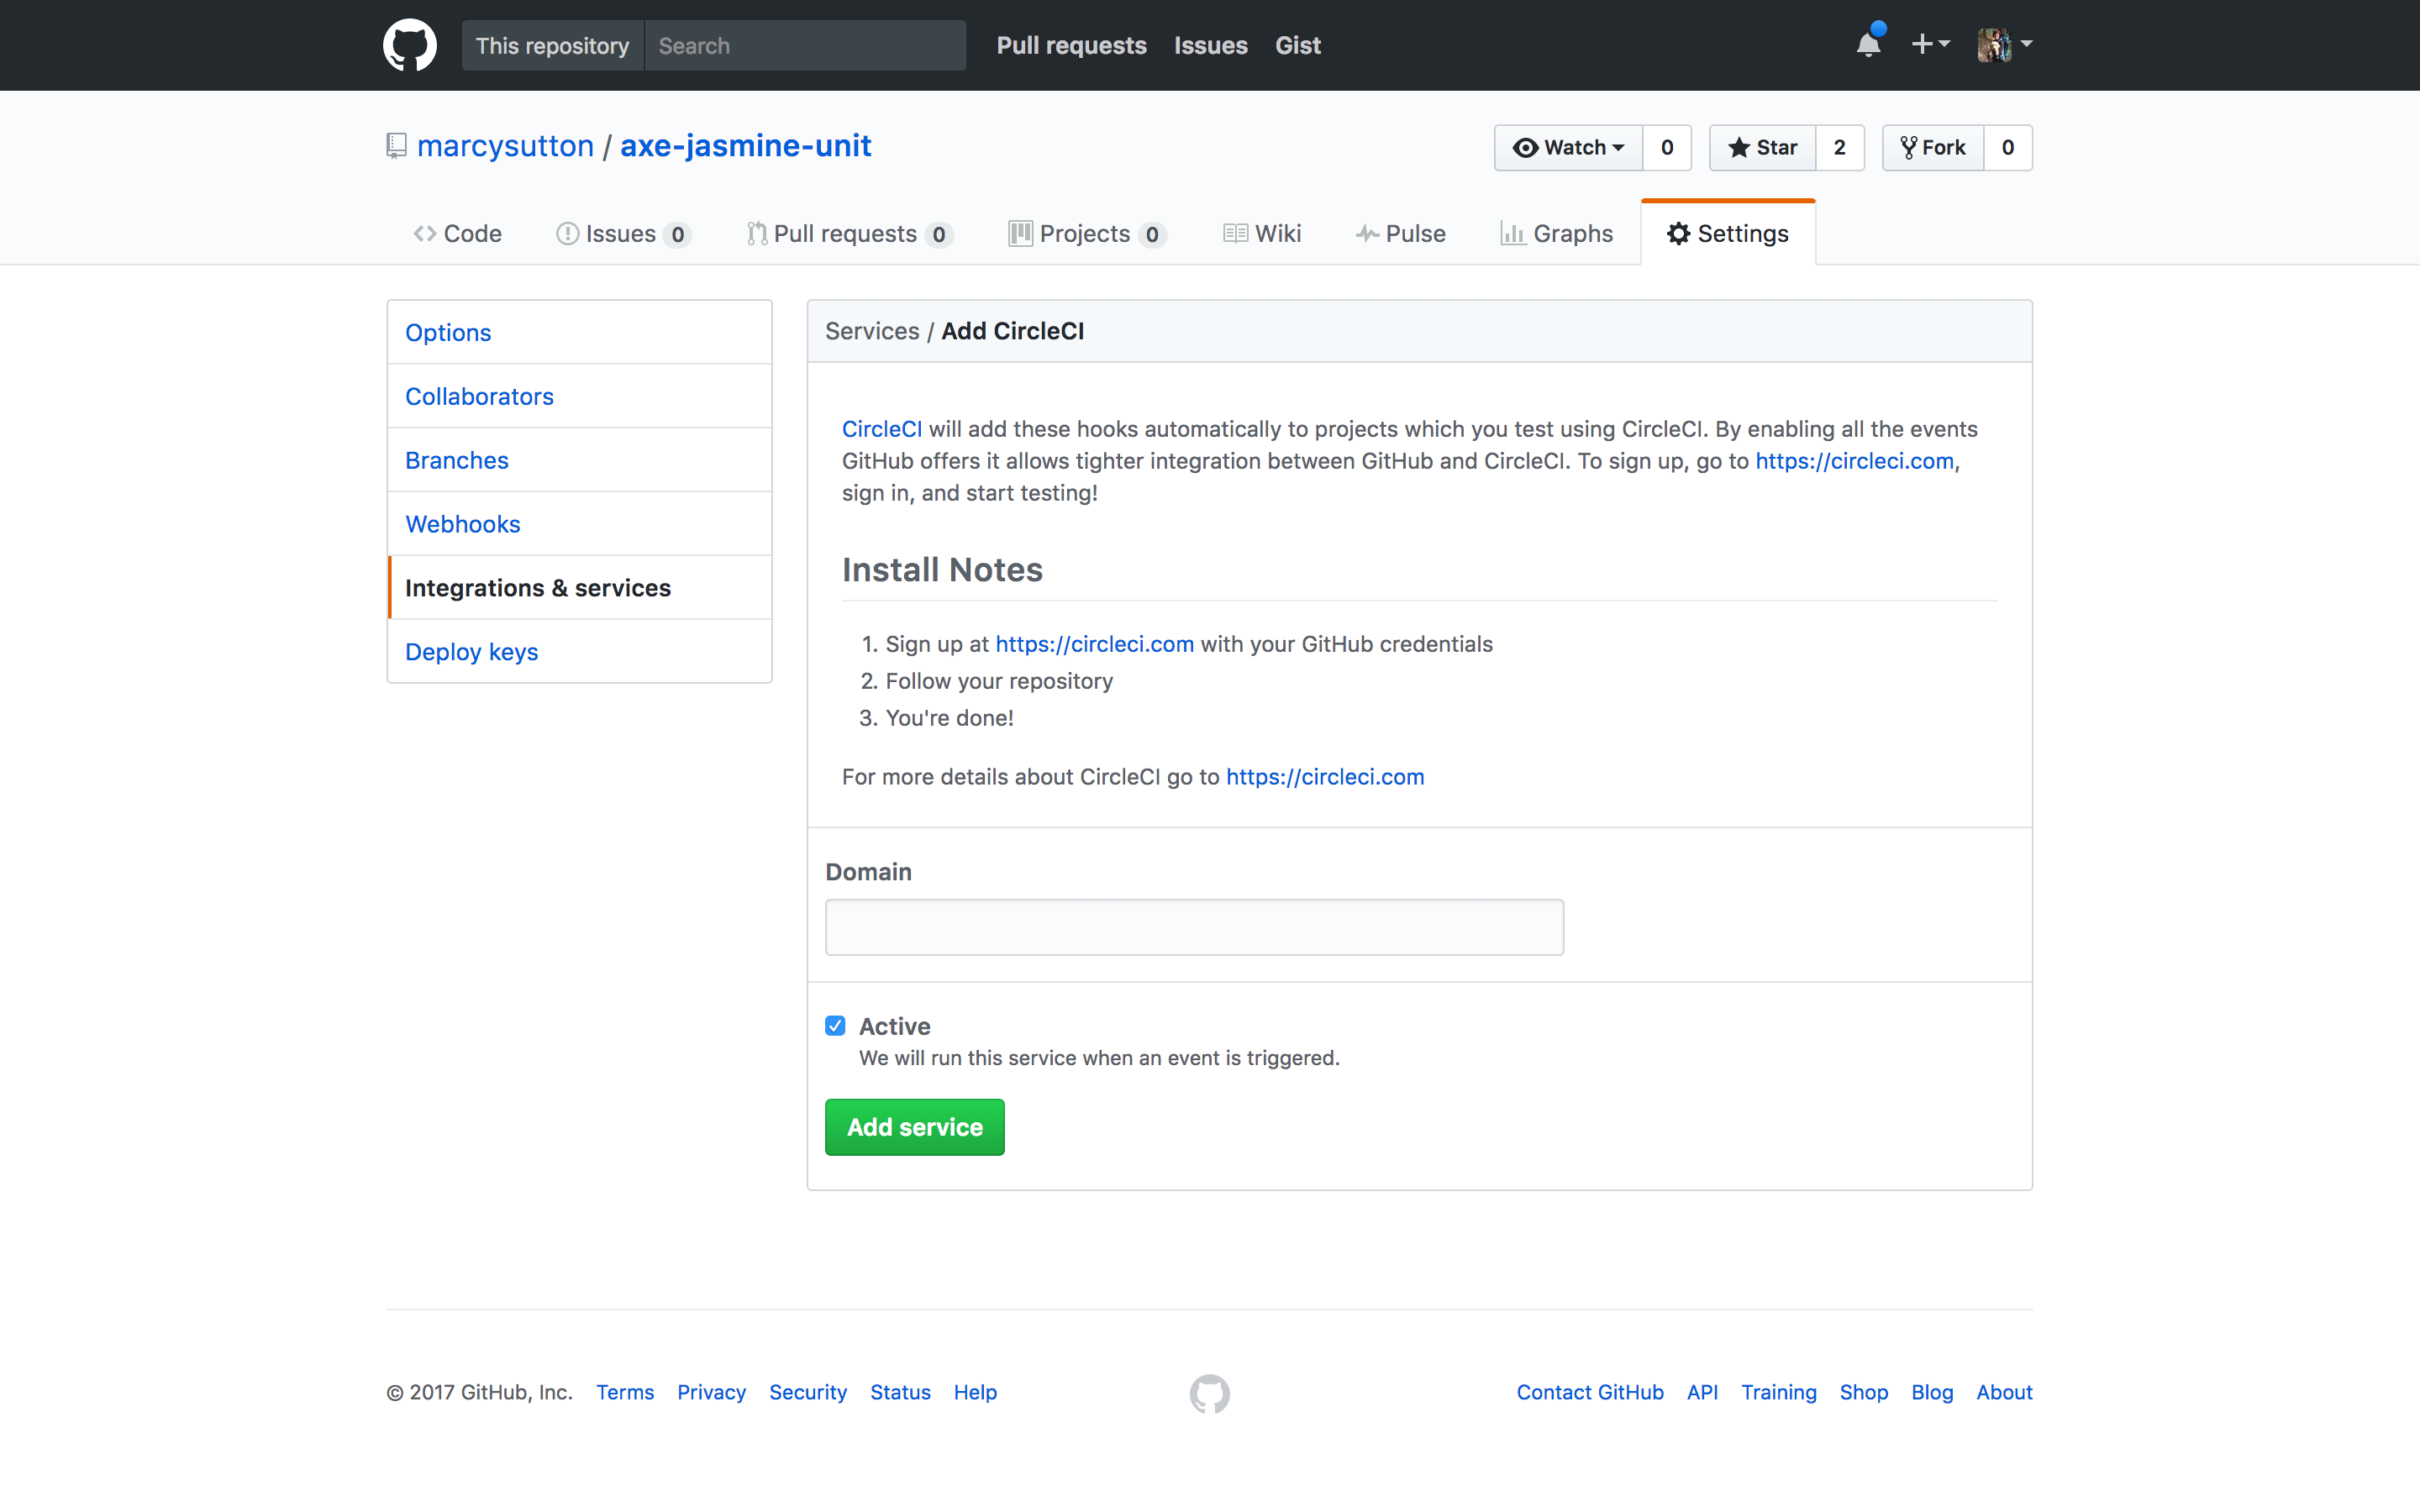 This repository Search Pull requests Issues Gist
marcysutton / axe-jasmine-unit Watch 0 Star 2 Fork 0
Code Issues 0 Pull requests 0 Projects 0 Wiki Pulse Graphs Settings
Options
Collaborators
Branches
Webhooks
Integrations & services
Deploy keys
Services / Add CircleCI
CircleCI will add these hooks automatically to projects which you test using CircleCI. By enabling all the events
GitHub offers it allows tighter integration between GitHub and CircleCI. To sign up, go to https://circleci.com,
sign in, and start testing!
Install Notes
1. Sign up at https://circleci.com with your GitHub credentials
2. Follow your repository
3. You're done!
For more details about CircleCI go to https://circleci.com
Domain
Active
We will run this service when an event is triggered.
Add service
© 2017 GitHub, Inc. Terms Privacy Security Status Help Contact GitHub API Training Shop Blog About